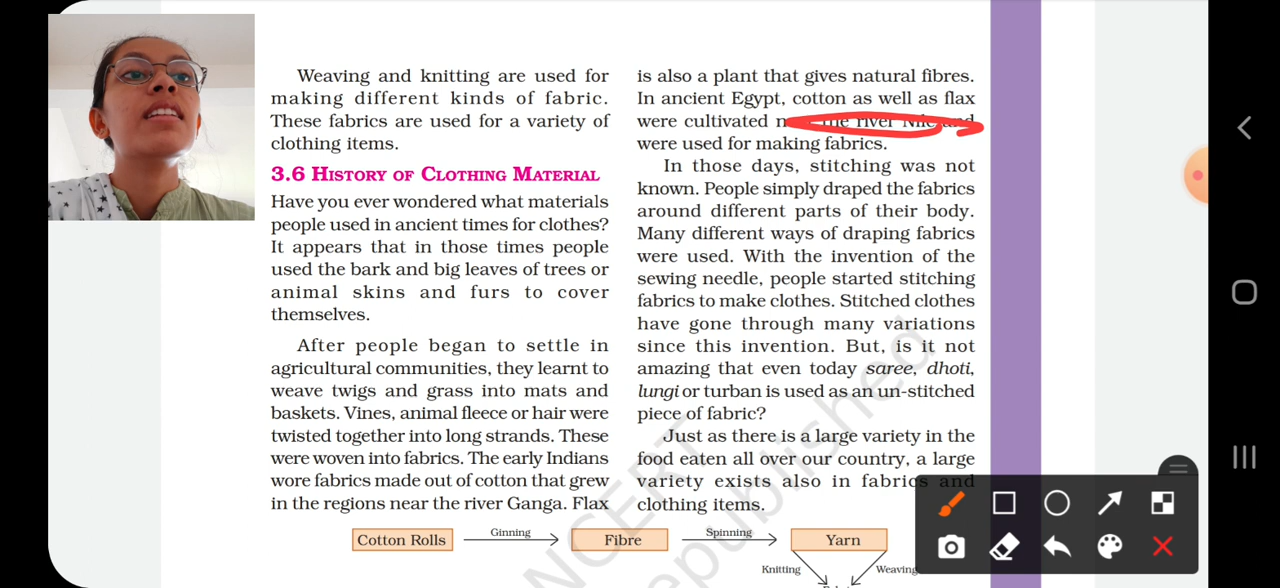 Weaving and knitting are used for
making different kinds of fabric.
These fabrics are used for a variety of
clothing items.
3.6 HISTORY OF CLOTHING MATERIAL
Have you ever wondered what materials
people used in ancient times for clothes?
It appears that in those times people
used the bark and big leaves of trees or
animal skins and furs to cover
themselves.
After people began to settle in
agricultural communities, they learnt to
weave twigs and grass into mats and
baskets. Vines, animal fleece or hair were
twisted together into long strands. These
were woven into fabrics. The early Indians
wore fabrics made out of cotton that grew
in the regions near the river Ganga. Flax
is also a plant that gives natural fibres.
In ancient Egypt, cotton as well as flax
were cultivated the river Nile and
were used for making fabrics.
In those days, stitching was not
known. People simply draped the fabrics
around different parts of their body.
Many different ways of draping fabrics
were used. With the invention of the
sewing needle, people started stitching
fabrics to make clothes. Stitched clothes
have gone through many variations
since this invention. But, is it not
amazing that even today saree, dhoti,
lungi or turban is used as an un-stitched
piece of fabric?
Just as there is a large variety in the
food eaten all over our country, a large
variety exists also in fabrics and
clothing items.
Cotton Rolls Ginning Fibre Spinning Yarn
Knitting Weaving
NCERT
republished